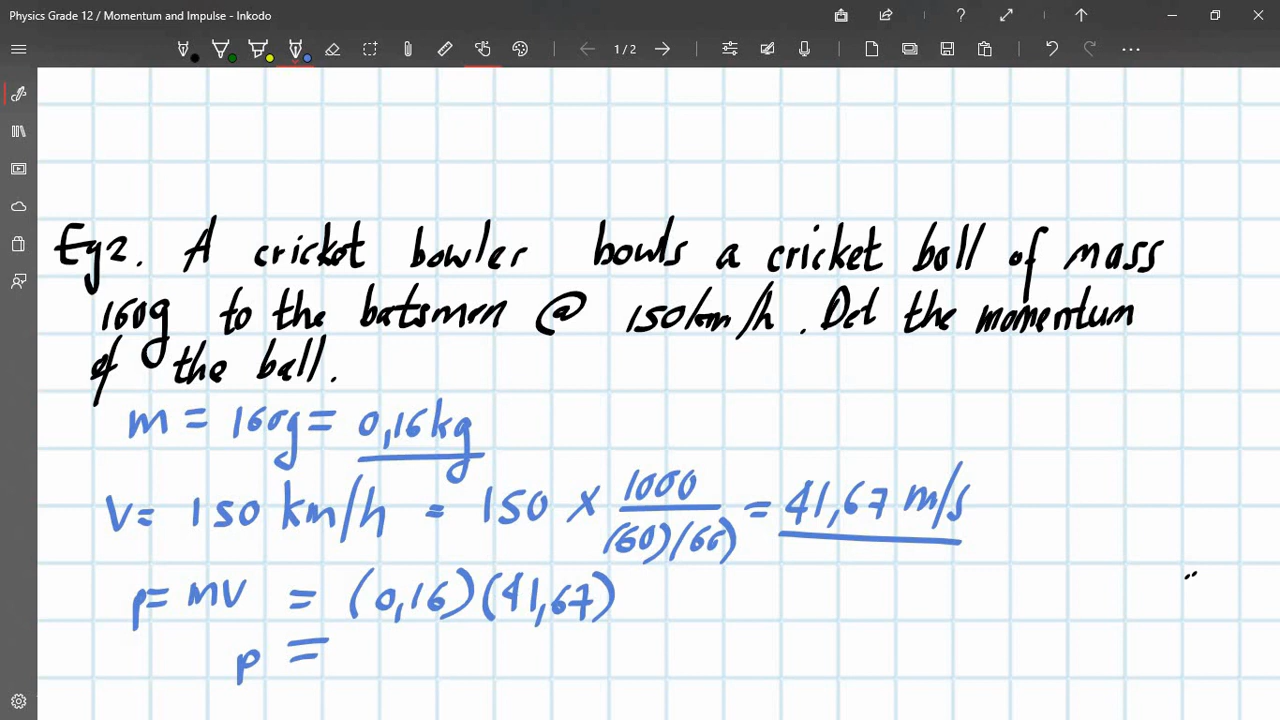 Physics Grade 12 / Momentum and Impulse - Inkodo
1/2
Eg2. A cricket bowler bowls a cricket ball of mass
160g to the batsmen @ 150km/h. Det the momentum
of the ball.
m = 160g = 0,16kg
V = 150 km/h = 150 × 1000/(60)(60) = 41,67 m/s
p = mv = (0,16)(41,67)
p =